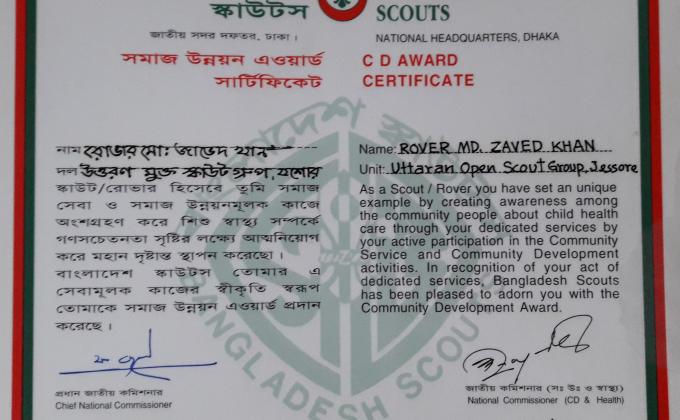 স্কাউটস
SCOUTS
জাতীয় সদর দফতর, ঢাকা।
NATIONAL HEADQUARTERS, DHAKA
সমাজ উন্নয়ন এওয়ার্ড
সার্টিফিকেট
C D AWARD
CERTIFICATE
নাম রোভার মো: জাভেদ খান
দল উত্তরণ মুক্ত স্কাউট গ্রুপ, যশোর
স্কাউট/রোভার হিসেবে তুমি সমাজ
সেবা ও সমাজ উন্নয়নমূলক কাজে
অংশগ্রহণ করে শিশু স্বাস্থ্য সম্পর্কে
গণসচেতনতা সৃষ্টির লক্ষ্যে আত্মনিয়োগ
করে মহান দৃষ্টান্ত স্থাপন করেছো।
বাংলাদেশ স্কাউটস তোমার এ
সেবামূলক কাজের স্বীকৃতি স্বরূপ
তোমাকে সমাজ উন্নয়ন এওয়ার্ড প্রদান
করেছে।
Name: ROVER MD. ZAVED KHAN
Unit: Uttaran Open Scout Group, Jessore
As a Scout / Rover you have set an unique
example by creating awareness among
the community people about child health
care through your dedicated services by
your active participation in the Community
Service and Community Development
activities. In recognition of your act of
dedicated services, Bangladesh Scouts
has been pleased to adorn you with the
Community Development Award.
প্রধান জাতীয় কমিশনার
Chief National Commissioner
জাতীয় কমিশনার (সঃ উঃ ও স্বাস্থ্য)
National Commissioner (CD & Health)
বাংলাদেশ স্কাউটস
BANGLADESH SCOUTS